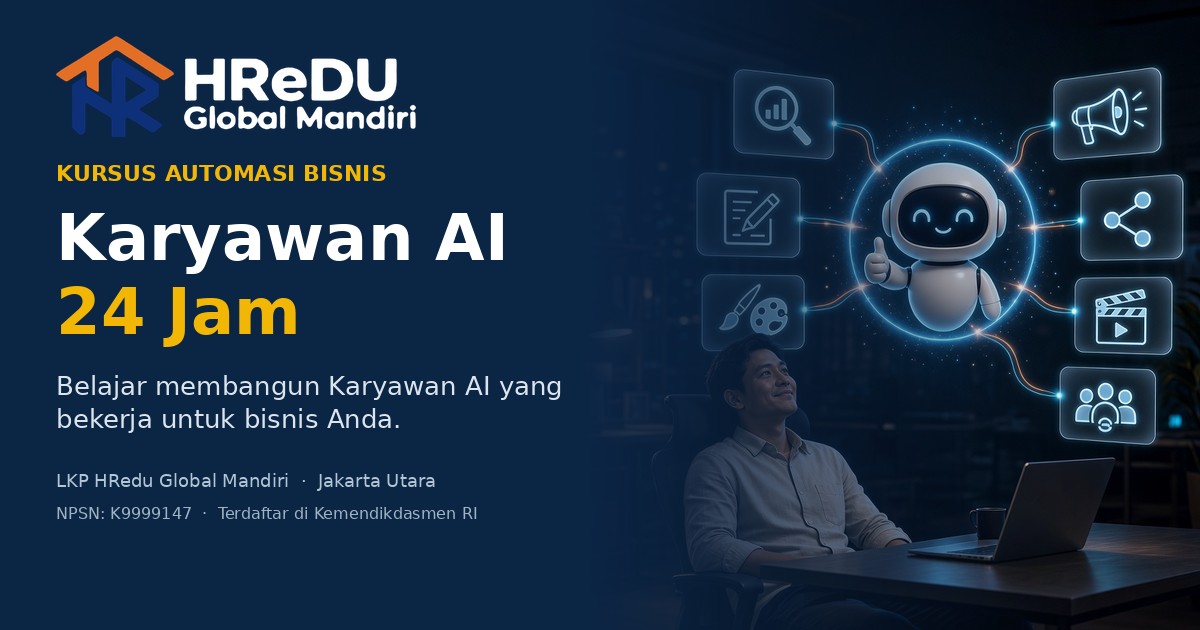 HReDU
Global Mandiri
KURSUS AUTOMASI BISNIS
Karyawan AI
24 Jam
Belajar membangun Karyawan AI yang
bekerja untuk bisnis Anda.
LKP HRedu Global Mandiri · Jakarta Utara
NPSN: K9999147 · Terdaftar di Kemendikdasmen RI